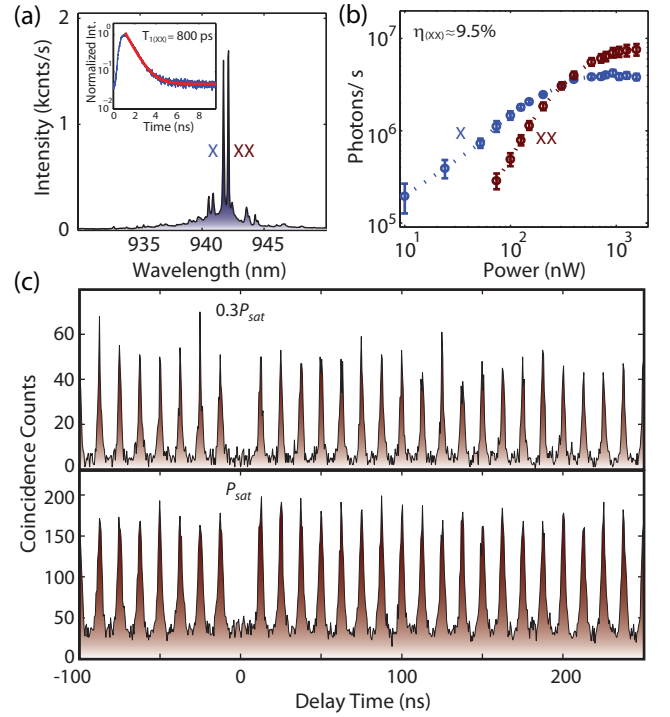 (a)
2
1
0
Intensity (kcnts/s)
935
940
945
Wavelength (nm)
X
XX
T1(XX) = 800 ps
Normalized Int.
10^0
10^-1
10^-2
0
2
4
6
8
Time (ns)
(b)
η(XX)≈9.5%
10^7
10^6
10^5
Photons/ s
X
XX
10^1
10^2
10^3
Power (nW)
(c)
0.3Psat
60
40
20
0
Psat
200
150
100
50
0
Coincidence Counts
-100
0
100
200
Delay Time (ns)